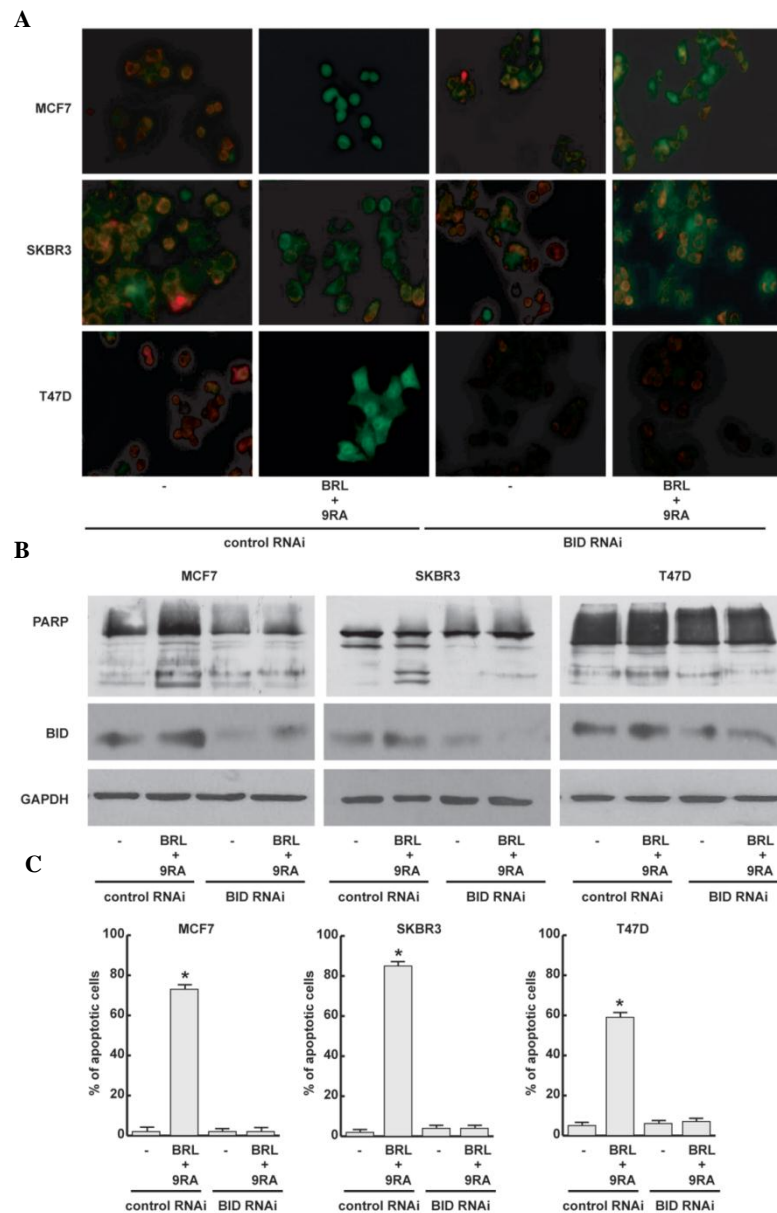 A
MCF7
SKBR3
T47D
- BRL - BRL
+ +
9RA 9RA
control RNAi BID RNAi
B
MCF7 SKBR3 T47D
PARP
BID
GAPDH
- BRL - BRL - BRL - BRL - BRL - BRL
+ + + + + +
9RA 9RA 9RA 9RA 9RA 9RA
control RNAi BID RNAi control RNAi BID RNAi control RNAi BID RNAi
C
MCF7 SKBR3 T47D
% of apoptotic cells % of apoptotic cells % of apoptotic cells
100 100 100
80 80 80
60 60 60
40 40 40
20 20 20
0 0 0
* * *
- BRL - BRL - BRL - BRL - BRL - BRL
+ + + + + +
9RA 9RA 9RA 9RA 9RA 9RA
control RNAi BID RNAi control RNAi BID RNAi control RNAi BID RNAi